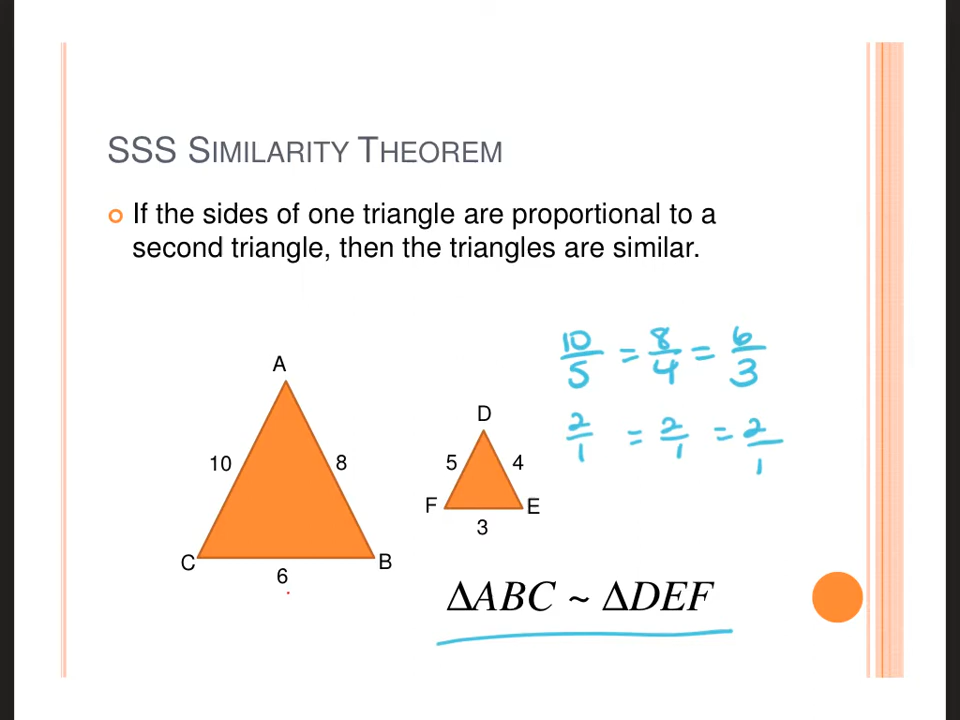 SSS SIMILARITY THEOREM
If the sides of one triangle are proportional to a
second triangle, then the triangles are similar.
10/5 = 8/4 = 6/3
2/1 = 2/1 = 2/1
A
10
8
C
B
6
D
5
4
F
E
3
ΔABC ~ ΔDEF